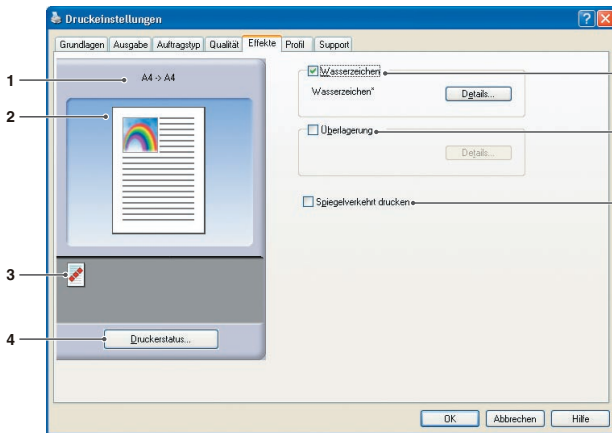 Druckeinstellungen
Grundlagen Ausgabe Auftragstyp Qualität Effekte Profil Support
1
A4 -> A4
2
3
4
Druckerstatus...
Wasserzeichen
Wasserzeichen*
Details...
Überlagerung
Details...
Spiegelverkehrt drucken
OK Abbrechen Hilfe